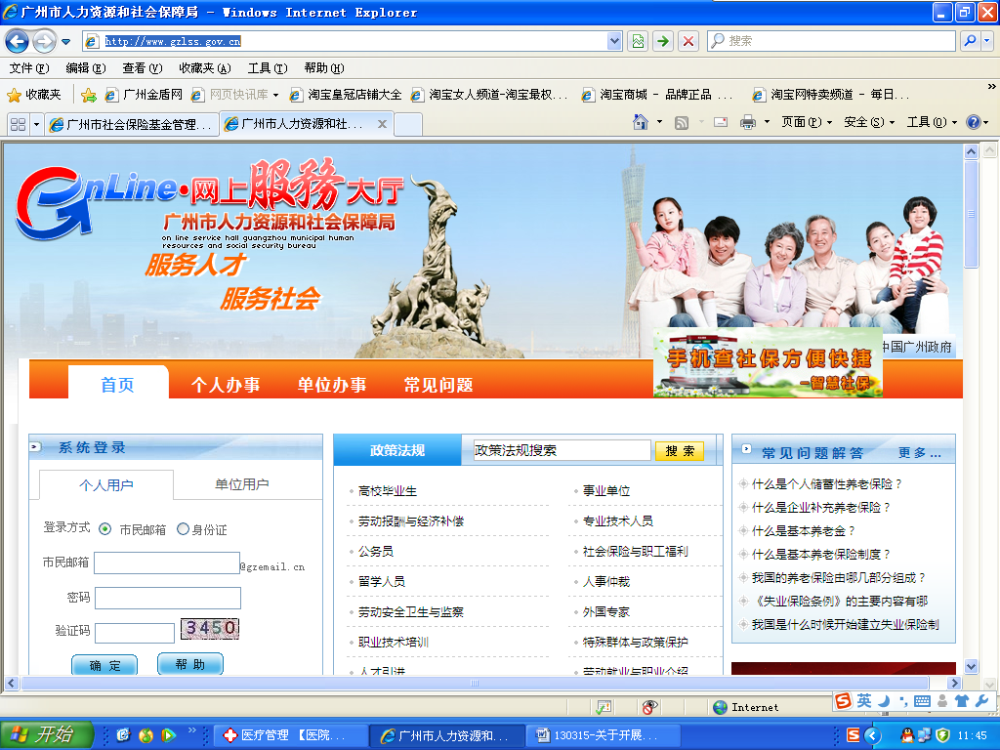 广州市人力资源和社会保障局 - Windows Internet Explorer
http://www.gzlss.gov.cn
搜索
文件(F) 编辑(E) 查看(V) 收藏夹(A) 工具(T) 帮助(H)
收藏夹 广州金盾网 网页快讯库 淘宝皇冠店铺大全 淘宝女人频道-淘宝最权... 淘宝商城 - 品牌正品 ... 淘宝网特卖频道 - 每日...
广州市社会保险基金管理... 广州市人力资源和社... 页面(P) 安全(S) 工具(O)
OnLine·网上服務大厅
广州市人力资源和社会保障局
on line service hall guangzhou municipal human
resources and social security bureau
服务人才
服务社会
中国广州政府
手机查社保方便快捷
-智慧社保
首页 个人办事 单位办事 常见问题
系统登录
个人用户 单位用户
登录方式 市民邮箱 身份证
市民邮箱 @gzemail.cn
密码
验证码 3450
确 定 帮 助
政策法规 政策法规搜索 搜 索
高校毕业生 事业单位
劳动报酬与经济补偿 专业技术人员
公务员 社会保险与职工福利
留学人员 人事仲裁
劳动安全卫生与监察 外国专家
职业技术培训 特殊群体与政策保护
人才引进 劳动就业与职业介绍
常见问题解答 更多...
什么是个人储蓄性养老保险？
什么是企业补充养老保险？
什么是基本养老金？
什么是基本养老保险制度？
我国的养老保险由哪几部分组成？
《失业保险条例》的主要内容有哪
我国是什么时候开始建立失业保险制
Internet
英
开始 医疗管理 【医院... 广州市人力资源和... 130315-关于开展... 11:45